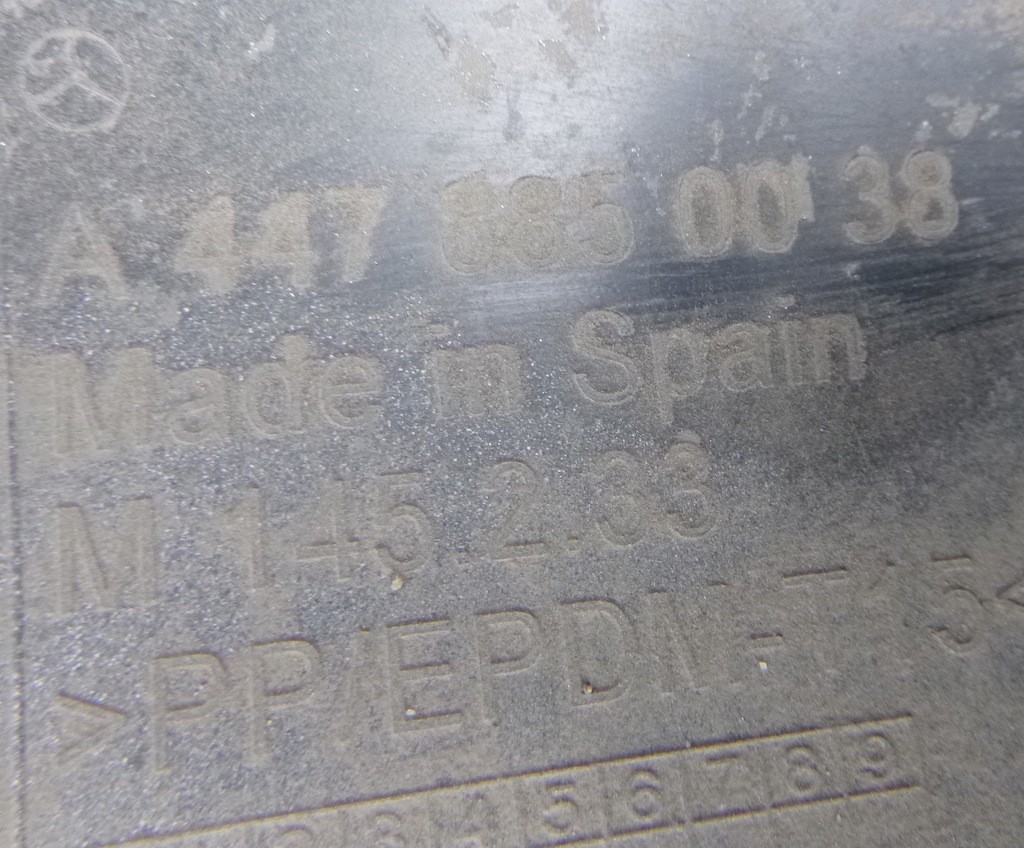 A 447 885 00 38
Made in Spain
M 145.2.33
>PP/EPDM-T15<
2 3 4 5 6 7 8 9